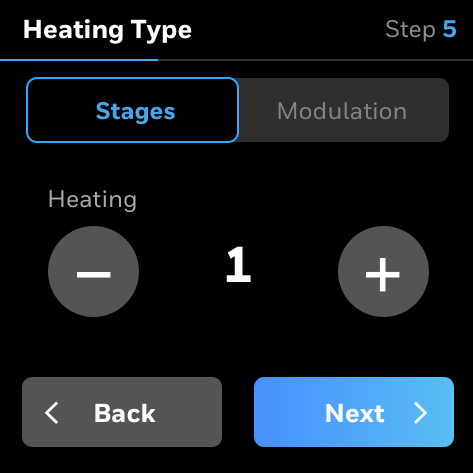 Heating Type Step 5
Stages Modulation
Heating
1
Back Next